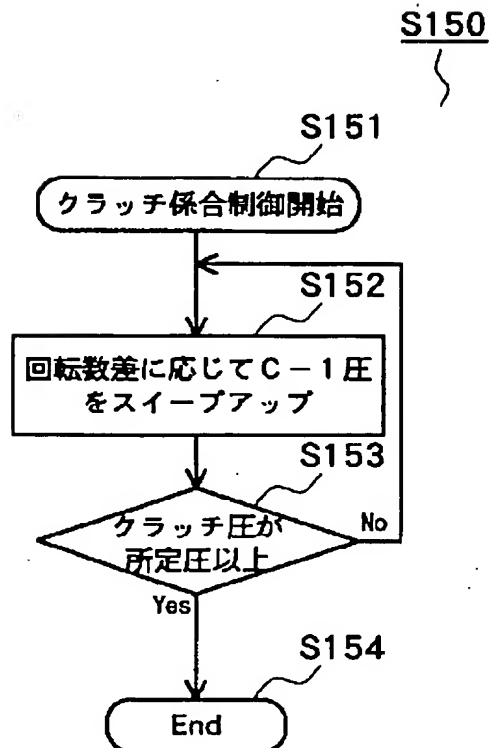 S150
S151
クラッチ係合制御開始
S152
回転数差に応じてC-1圧
をスイープアップ
S153
クラッチ圧が
所定圧以上
No
Yes
S154
End